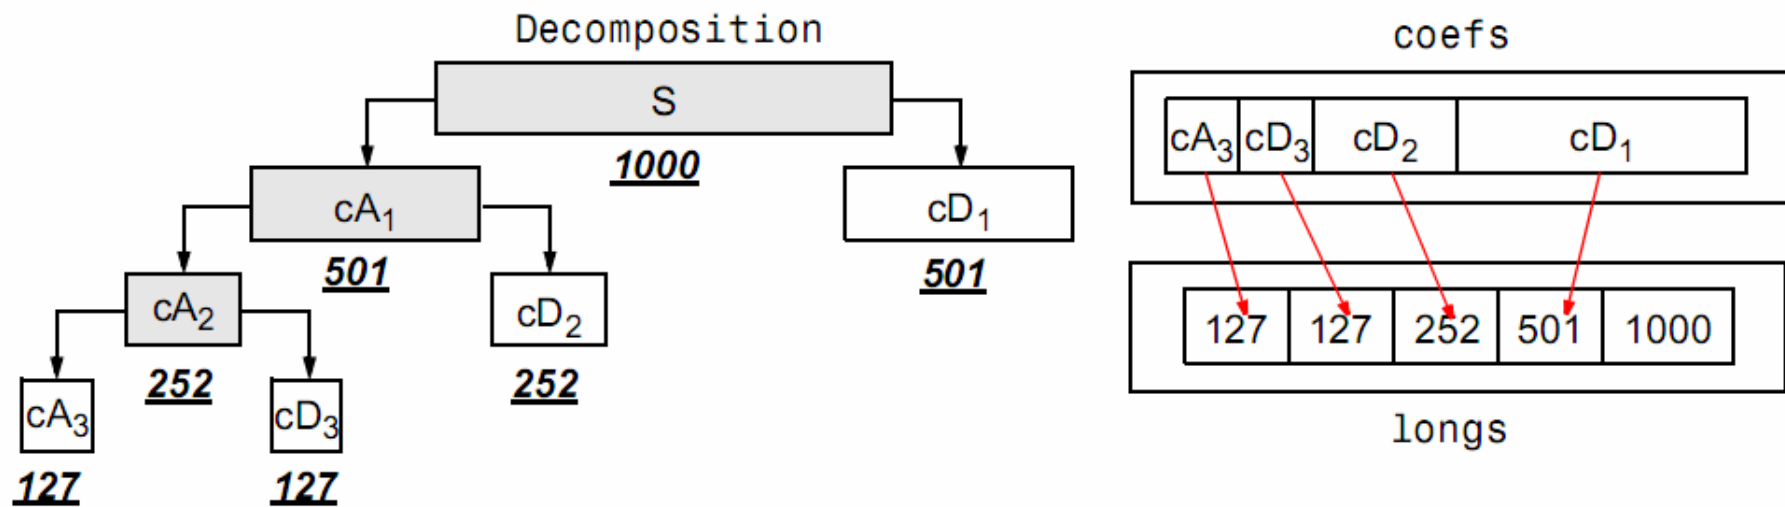 Decomposition
S
1000
cA₁
501
cD₁
501
cA₂
252
cD₂
252
cA₃
127
cD₃
127
coefs
cA₃ cD₃ cD₂ cD₁
127 127 252 501 1000
longs